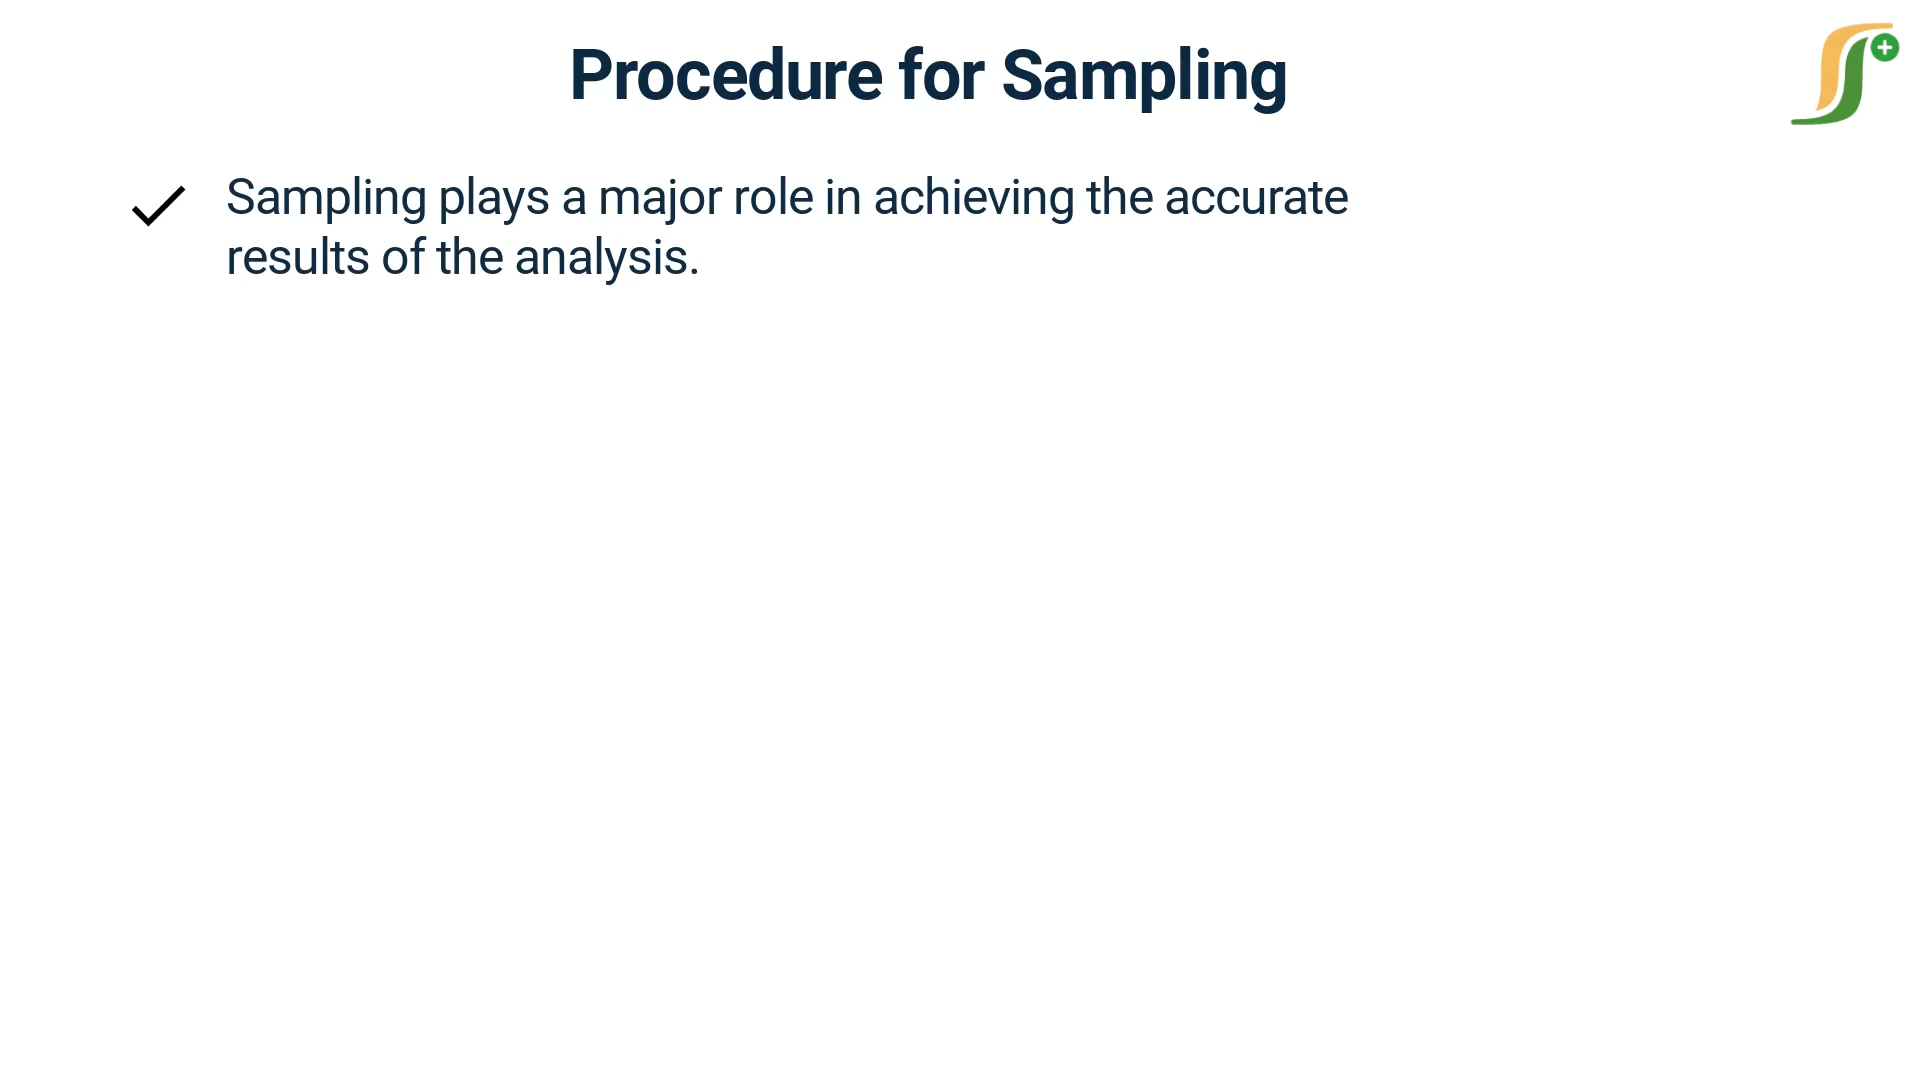 Procedure for Sampling
Sampling plays a major role in achieving the accurate
results of the analysis.